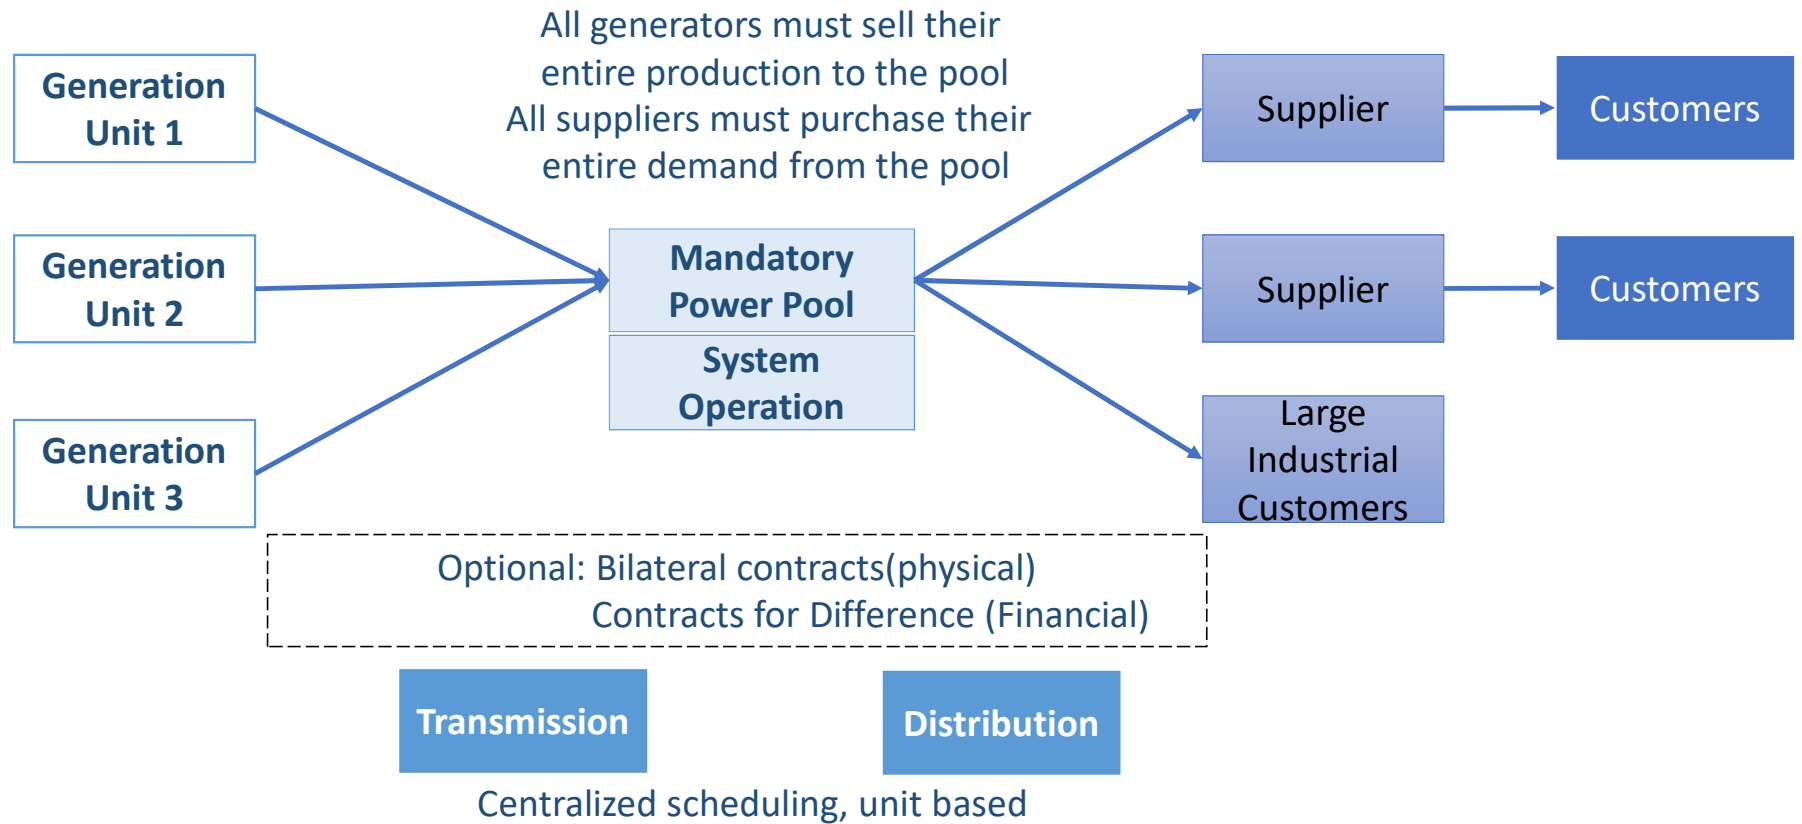 All generators must sell their
entire production to the pool
All suppliers must purchase their
entire demand from the pool
Generation
Unit 1
Supplier
Customers
Generation
Unit 2
Mandatory
Power Pool
System
Operation
Supplier
Customers
Generation
Unit 3
Large
Industrial
Customers
Optional: Bilateral contracts(physical)
Contracts for Difference (Financial)
Transmission
Distribution
Centralized scheduling, unit based